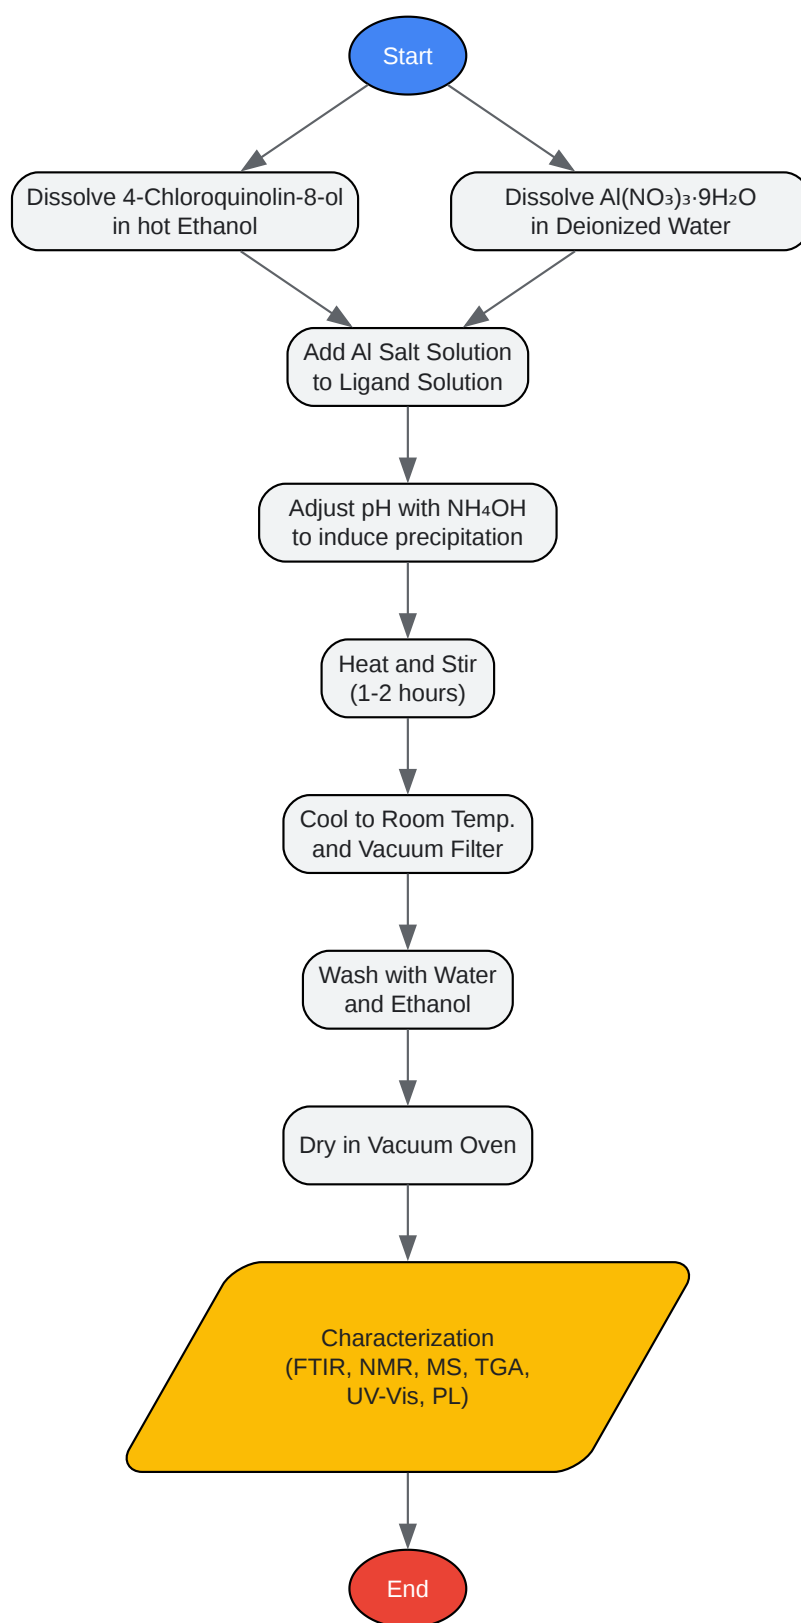 Start
Dissolve 4-Chloroquinolin-8-ol
in hot Ethanol
Dissolve Al(NO₃)₃·9H₂O
in Deionized Water
Add Al Salt Solution
to Ligand Solution
Adjust pH with NH₄OH
to induce precipitation
Heat and Stir
(1-2 hours)
Cool to Room Temp.
and Vacuum Filter
Wash with Water
and Ethanol
Dry in Vacuum Oven
Characterization
(FTIR, NMR, MS, TGA,
UV-Vis, PL)
End